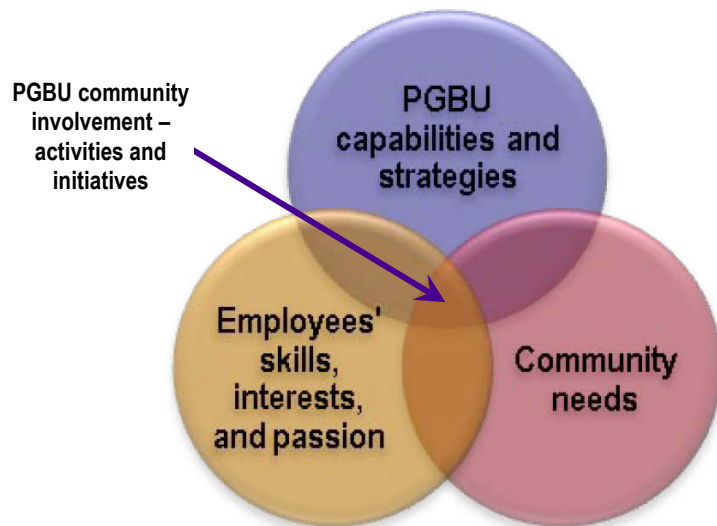 PGBU community
involvement –
activities and
initiatives
PGBU
capabilities and
strategies
Employees'
skills,
interests,
and passion
Community
needs